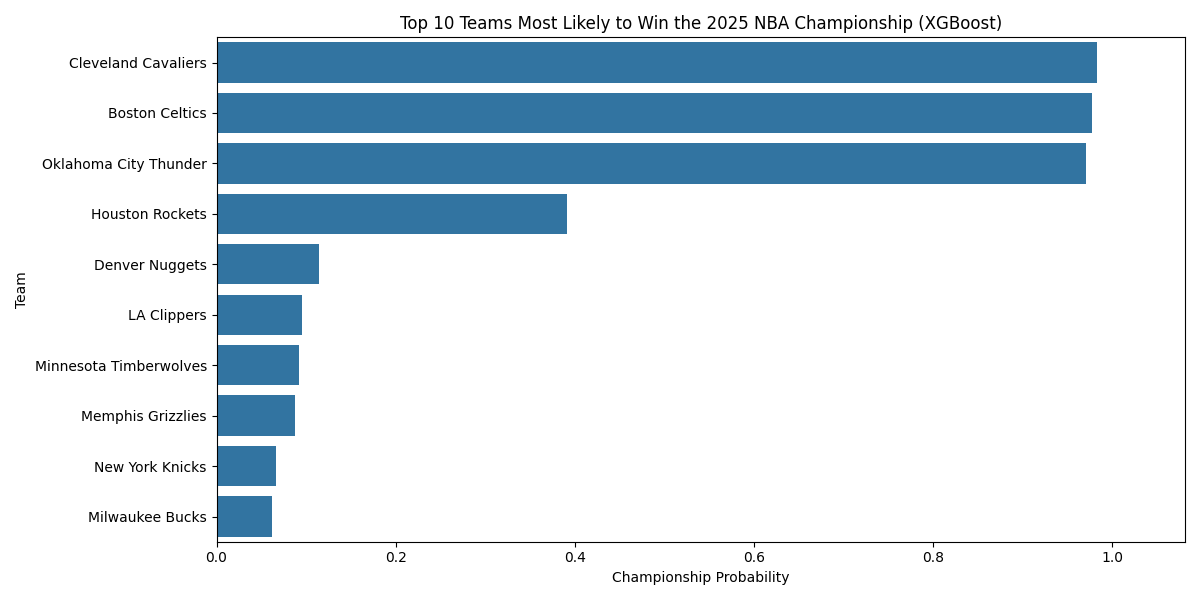 Top 10 Teams Most Likely to Win the 2025 NBA Championship (XGBoost)
Team
Cleveland Cavaliers
Boston Celtics
Oklahoma City Thunder
Houston Rockets
Denver Nuggets
LA Clippers
Minnesota Timberwolves
Memphis Grizzlies
New York Knicks
Milwaukee Bucks
0.0 0.2 0.4 0.6 0.8 1.0
Championship Probability